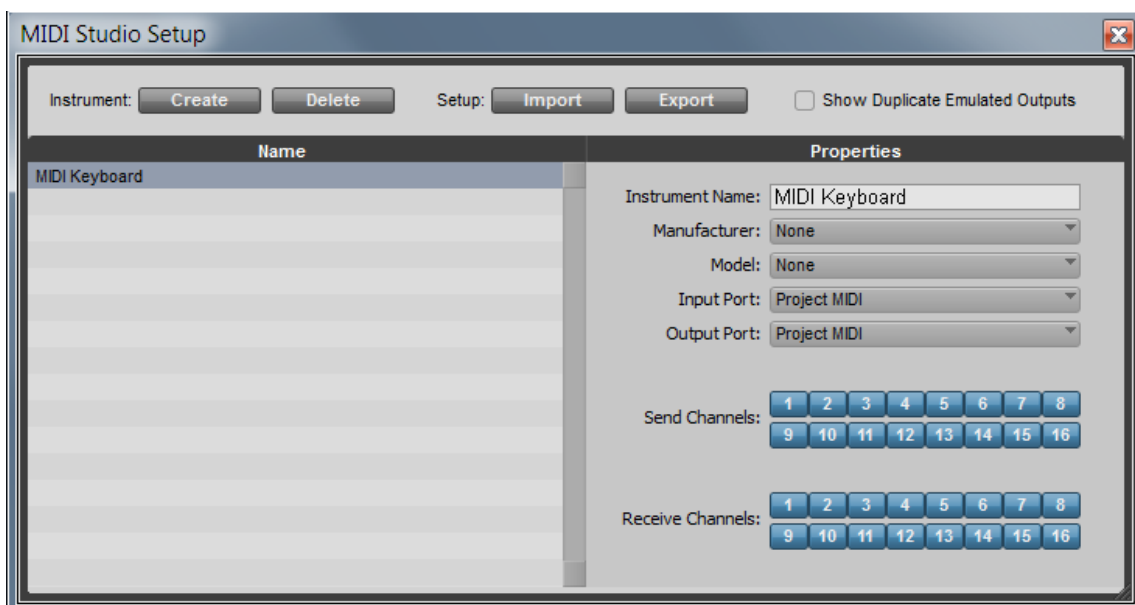 MIDI Studio Setup
Instrument: Create Delete Setup: Import Export Show Duplicate Emulated Outputs
Name Properties
MIDI Keyboard
Instrument Name: MIDI Keyboard
Manufacturer: None
Model: None
Input Port: Project MIDI
Output Port: Project MIDI
Send Channels: 1 2 3 4 5 6 7 8
9 10 11 12 13 14 15 16
Receive Channels: 1 2 3 4 5 6 7 8
9 10 11 12 13 14 15 16